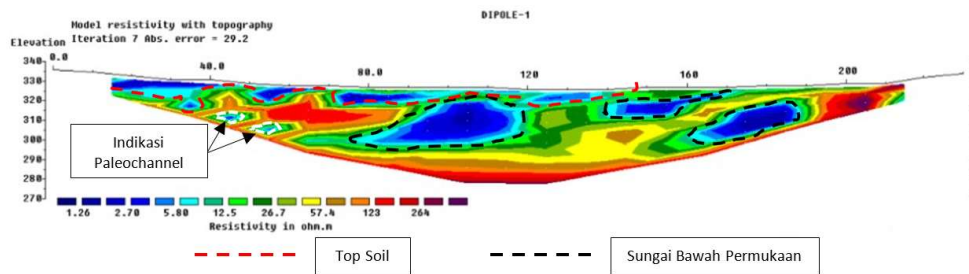 DIPOLE-1
Model resistivity with topography
Iteration 7 Abs. error = 29.2
Elevation
0.0 40.0 80.0 120 160 200
340
330
320
310
300
290
280
270
Indikasi
Paleochannel
1.26 2.70 5.80 12.5 26.7 57.4 123 264
Resistivity in ohm.m
Top Soil
Sungai Bawah Permukaan